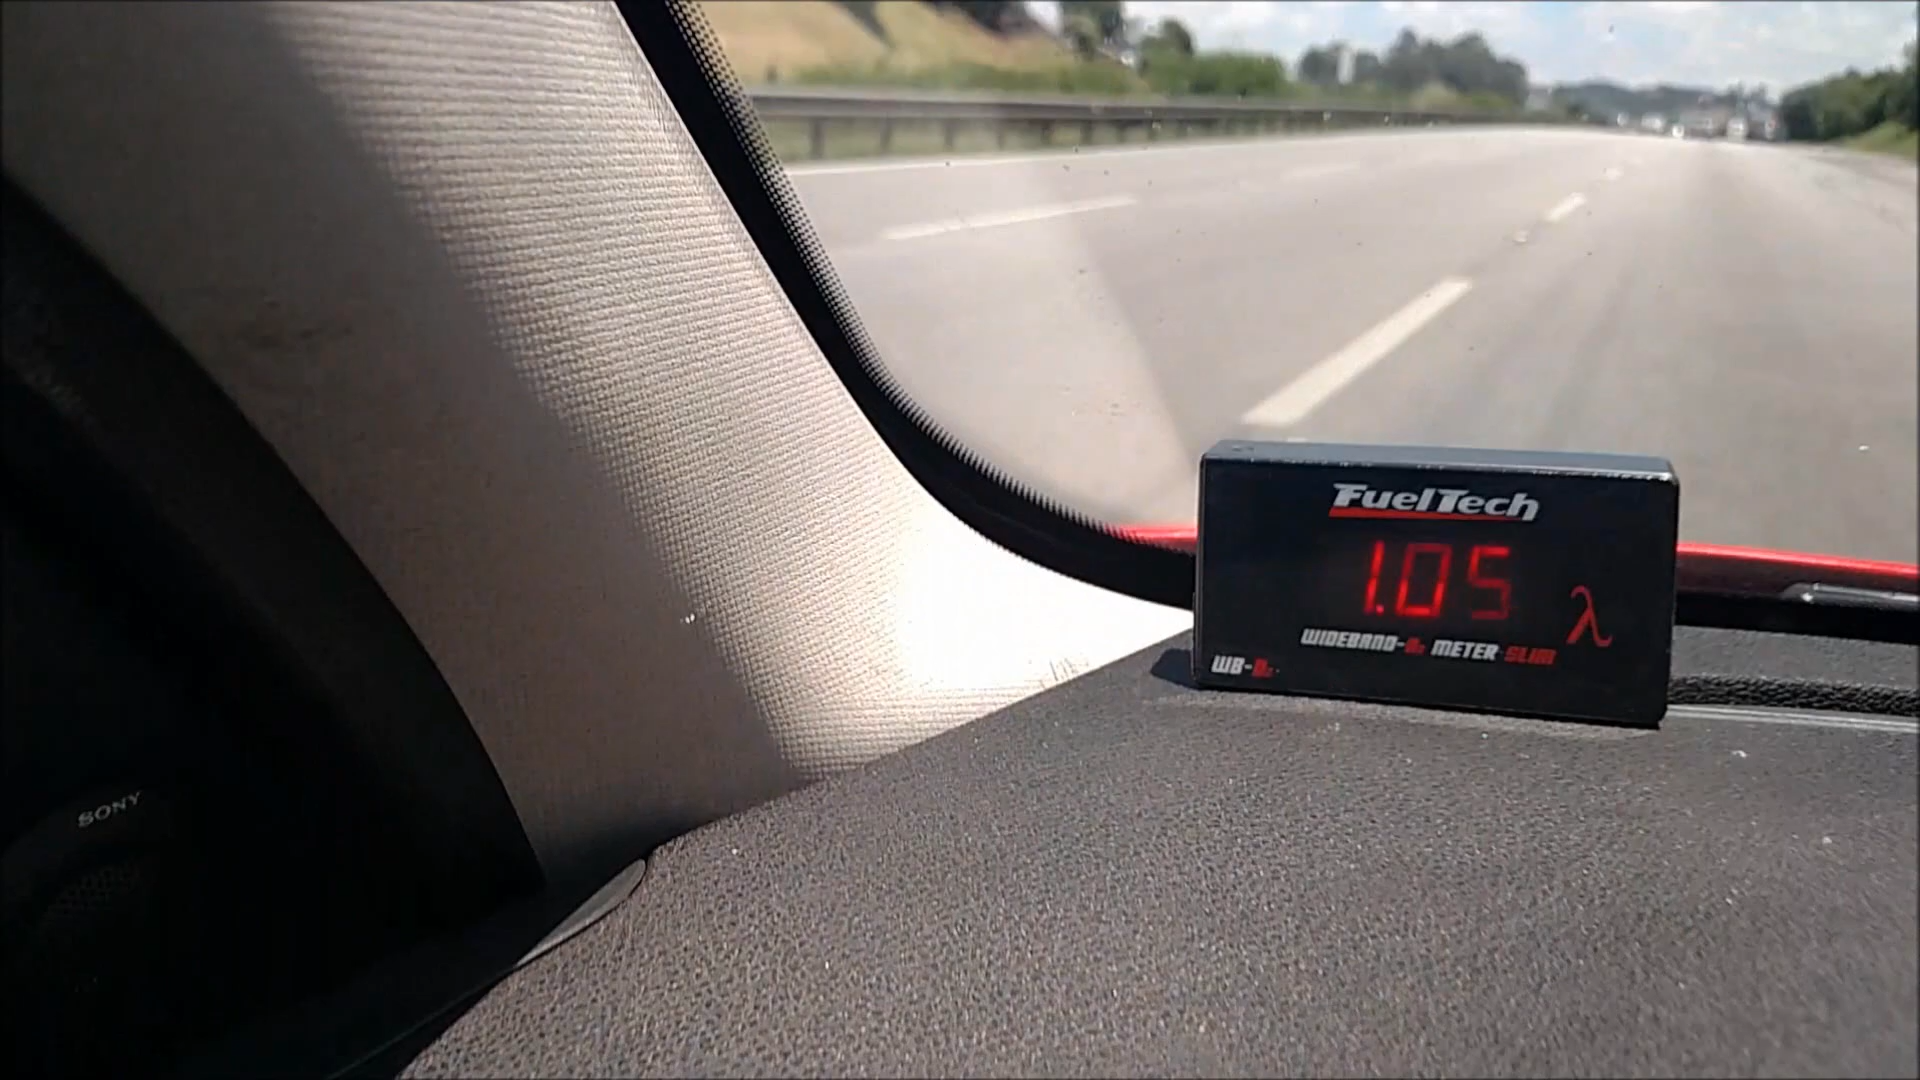 FuelTech
1.05 λ
WIDEBAND-O₂ METER SLIM
WB-O₂
SONY